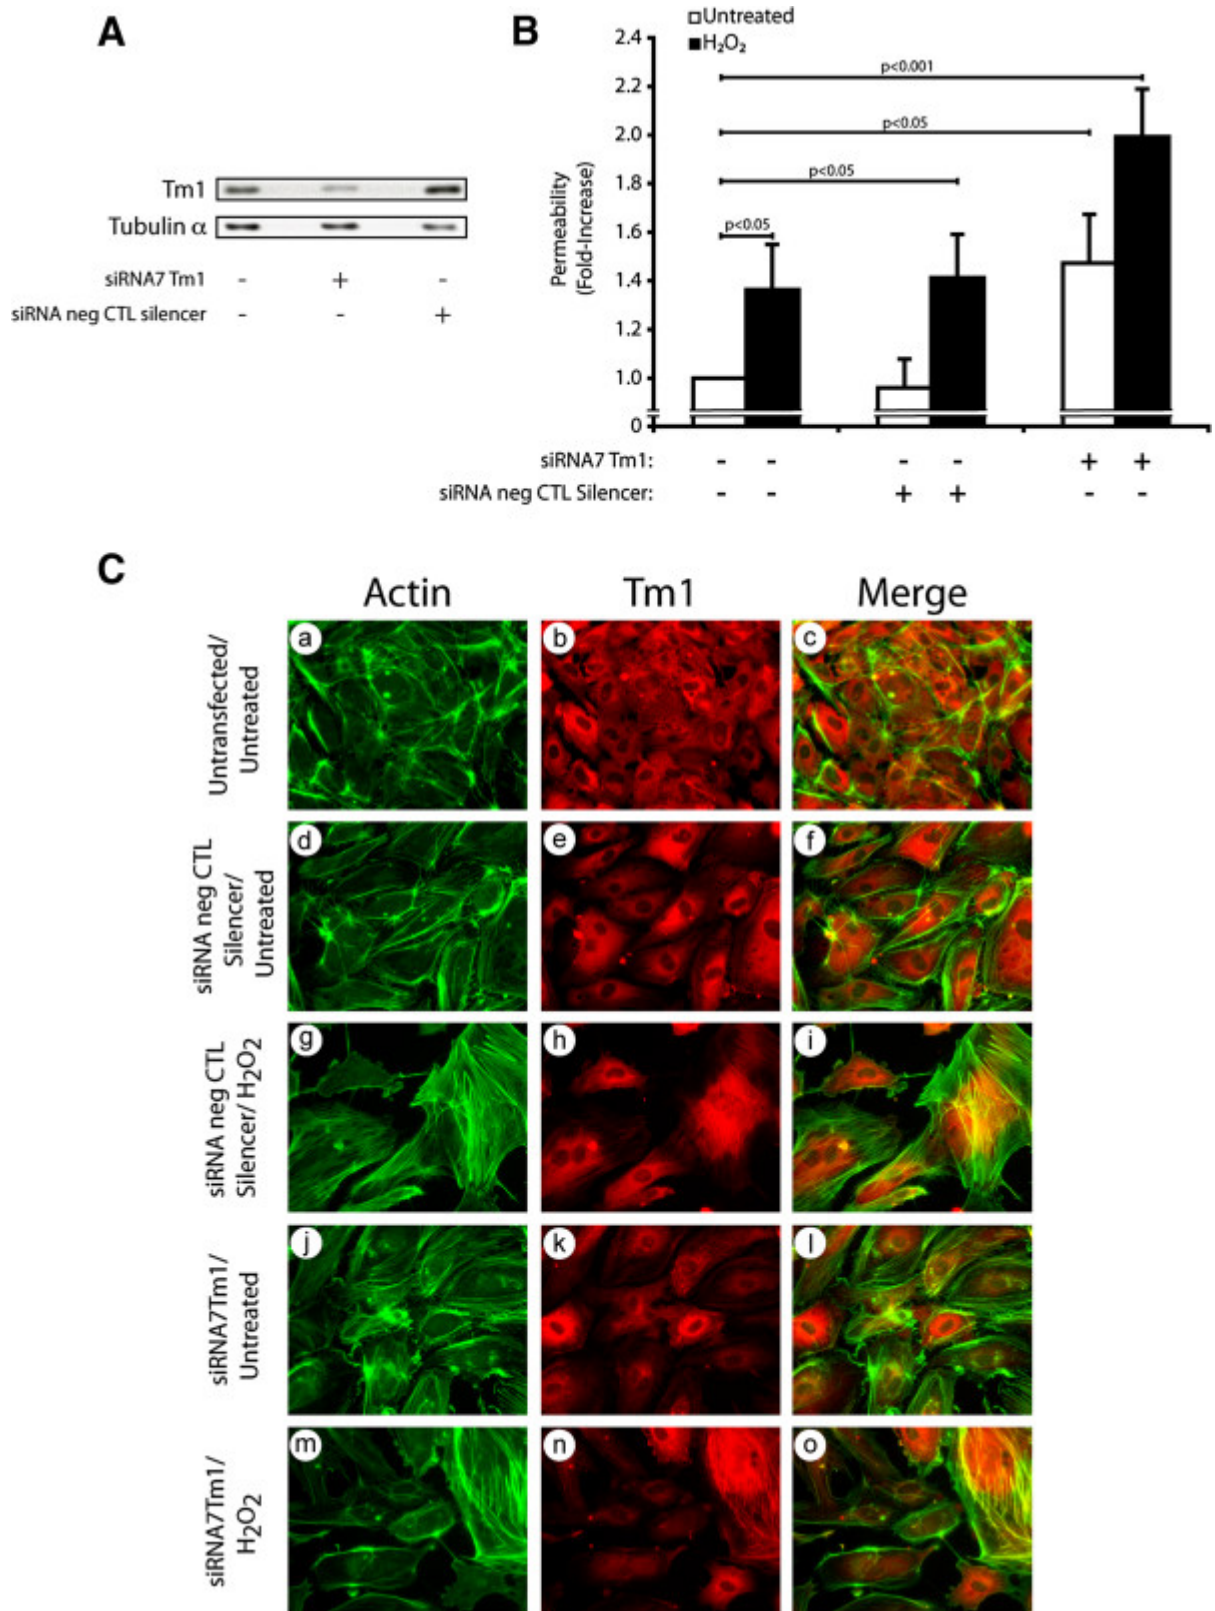 A
Tm1
Tubulin α
siRNA7 Tm1 - + -
siRNA neg CTL silencer - - +
B
Untreated
H₂O₂
Permeability
(Fold-Increase)
2.4
2.2
2.0
1.8
1.6
1.4
1.2
1.0
0
p<0.001
p<0.05
p<0.05
p<0.05
siRNA7 Tm1: - - - - + +
siRNA neg CTL Silencer: - - + + - -
C
Actin Tm1 Merge
Untransfected/
Untreated
a b c
siRNA neg CTL
Silencer/
Untreated
d e f
siRNA neg CTL
Silencer/ H₂O₂
g h i
siRNA7Tm1/
Untreated
j k l
siRNA7Tm1/
H₂O₂
m n o